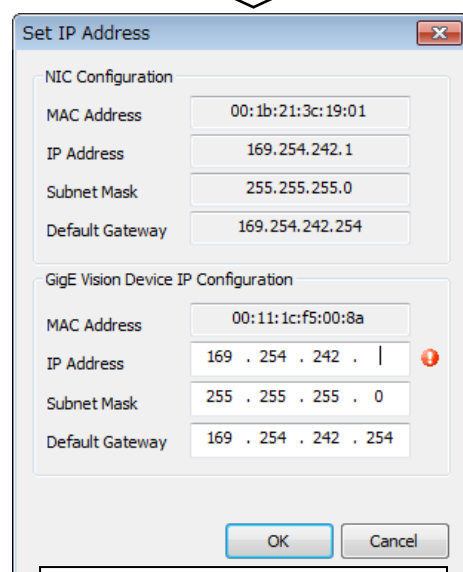 Set IP Address
NIC Configuration
MAC Address 00:1b:21:3c:19:01
IP Address 169.254.242.1
Subnet Mask 255.255.255.0
Default Gateway 169.254.242.254
GigE Vision Device IP Configuration
MAC Address 00:11:1c:f5:00:8a
IP Address 169 . 254 . 242 .
Subnet Mask 255 . 255 . 255 . 0
Default Gateway 169 . 254 . 242 . 254
OK Cancel